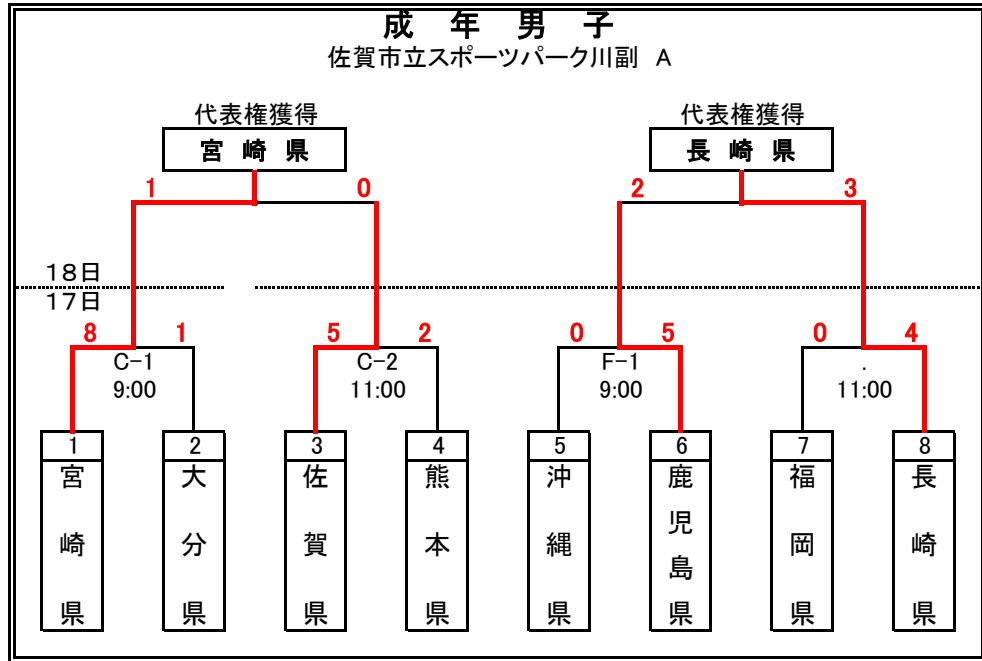 成 年 男 子
佐賀市立スポーツパーク川副 A
代表権獲得 代表権獲得
宮 崎 県 長 崎 県
1 0 2 3
18日
17日
8 1 5 2 0 5 0 4
C-1 C-2 F-1 .
9:00 11:00 9:00 11:00
1 2 3 4 5 6 7 8
宮崎県
大分県
佐賀県
熊本県
沖縄県
鹿児島県
福岡県
長崎県